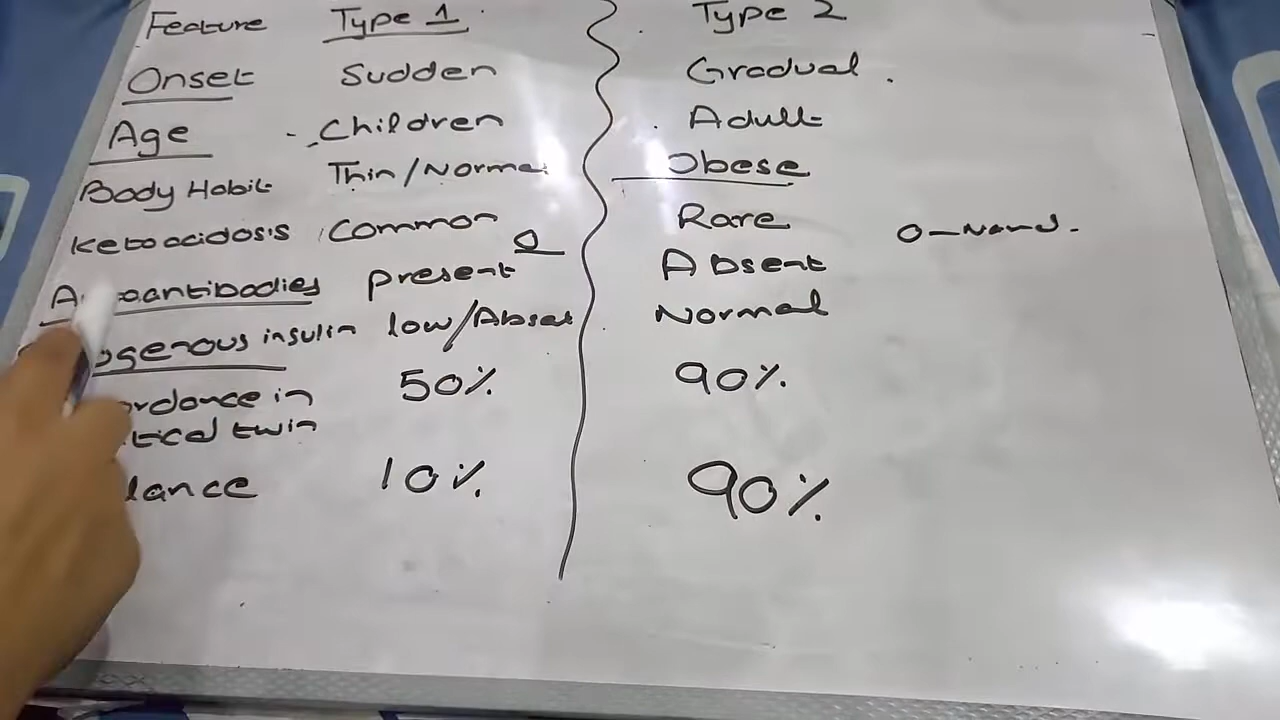 Feature Type 1 Type 2
Onset Sudden Gradual.
Age - Children Adult
Body Habit Thin/Normal Obese
Ketoacidosis Common Rare
present Absent
insulin low/Absent Normal
50% 90%
twin
10% 90%